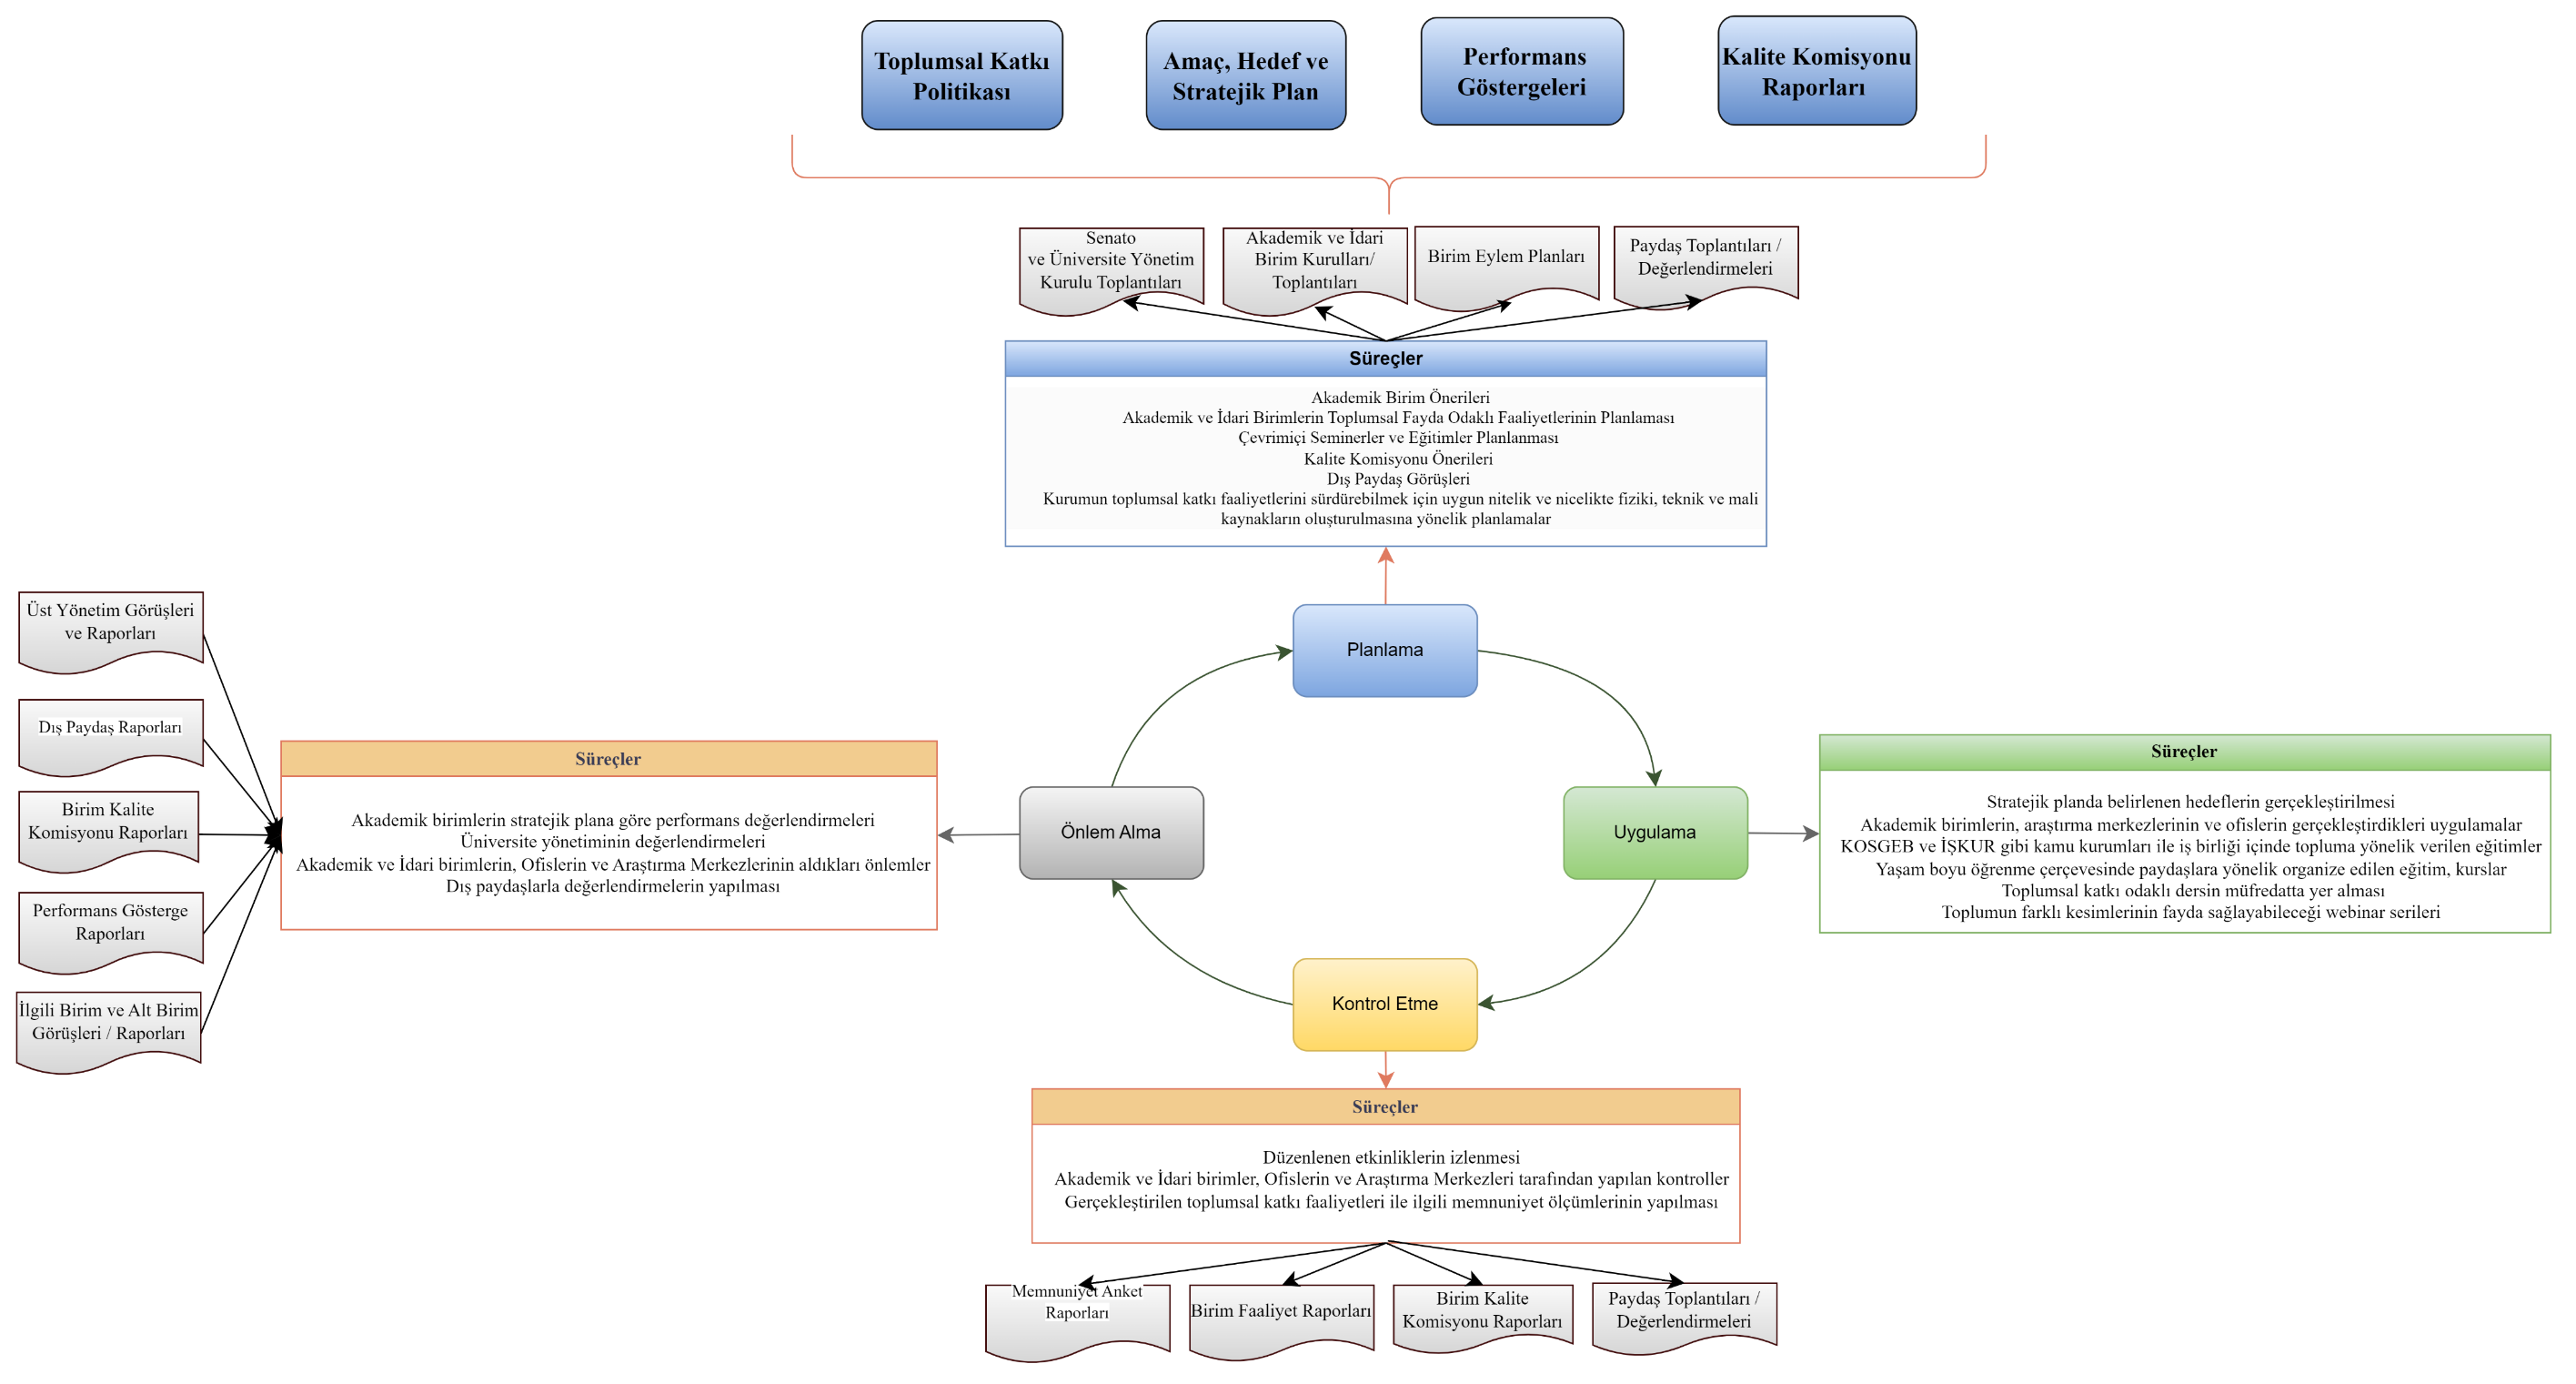 Toplumsal Katkı
Politikası
Amaç, Hedef ve
Stratejik Plan
Performans
Göstergeleri
Kalite Komisyonu
Raporları
Senato
ve Üniversite Yönetim
Kurulu Toplantıları
Akademik ve İdari
Birim Kurulları/
Toplantıları
Birim Eylem Planları
Paydaş Toplantıları /
Değerlendirmeleri
Süreçler
Akademik Birim Önerileri
Akademik ve İdari Birimlerin Toplumsal Fayda Odaklı Faaliyetlerinin Planlaması
Çevrimiçi Seminerler ve Eğitimler Planlanması
Kalite Komisyonu Önerileri
Dış Paydaş Görüşleri
Kurumun toplumsal katkı faaliyetlerini sürdürebilmek için uygun nitelik ve nicelikte fiziki, teknik ve mali
kaynakların oluşturulmasına yönelik planlamalar
Planlama
Üst Yönetim Görüşleri
ve Raporları
Dış Paydaş Raporları
Birim Kalite
Komisyonu Raporları
Performans Gösterge
Raporları
İlgili Birim ve Alt Birim
Görüşleri / Raporları
Süreçler
Akademik birimlerin stratejik plana göre performans değerlendirmeleri
Üniversite yönetiminin değerlendirmeleri
Akademik ve İdari birimlerin, Ofislerin ve Araştırma Merkezlerinin aldıkları önlemler
Dış paydaşlarla değerlendirmelerin yapılması
Önlem Alma
Uygulama
Süreçler
Stratejik planda belirlenen hedeflerin gerçekleştirilmesi
Akademik birimlerin, araştırma merkezlerinin ve ofislerin gerçekleştirdikleri uygulamalar
KOSGEB ve İŞKUR gibi kamu kurumları ile iş birliği içinde topluma yönelik verilen eğitimler
Yaşam boyu öğrenme çerçevesinde paydaşlara yönelik organize edilen eğitim, kurslar
Toplumsal katkı odaklı dersin müfredatta yer alması
Toplumun farklı kesimlerinin fayda sağlayabileceği webinar serileri
Kontrol Etme
Süreçler
Düzenlenen etkinliklerin izlenmesi
Akademik ve İdari birimler, Ofislerin ve Araştırma Merkezleri tarafından yapılan kontroller
Gerçekleştirilen toplumsal katkı faaliyetleri ile ilgili memnuniyet ölçümlerinin yapılması
Memnuniyet Anket
Raporları
Birim Faaliyet Raporları
Birim Kalite
Komisyonu Raporları
Paydaş Toplantıları /
Değerlendirmeleri